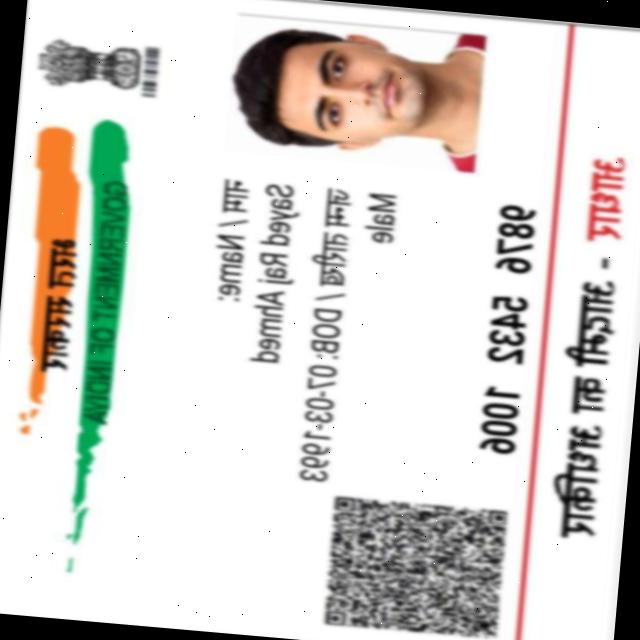 भारत सरकार
GOVERNMENT OF INDIA
नाम / Name:
Sayed Raj Ahmed
जन्म तारीख / DOB: 07-03-1993
Male
9876 5432 1006
आधार - आदमी का अधिकार